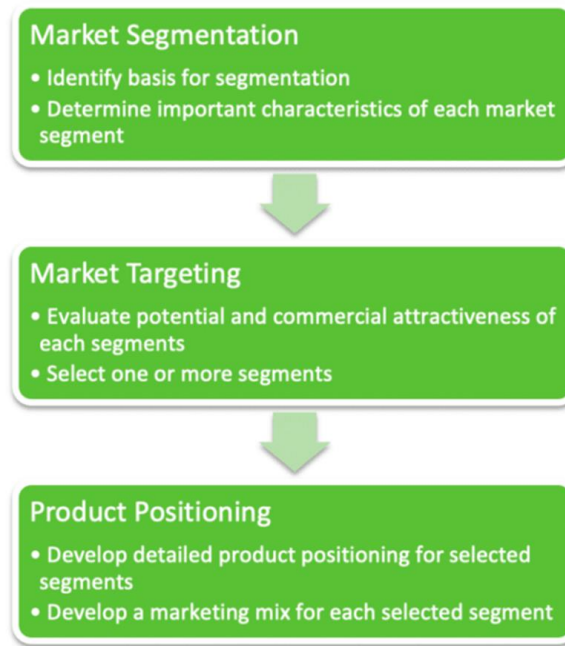 Market Segmentation
• Identify basis for segmentation
• Determine important characteristics of each market
segment
Market Targeting
• Evaluate potential and commercial attractiveness of
each segments
• Select one or more segments
Product Positioning
• Develop detailed product positioning for selected
segments
• Develop a marketing mix for each selected segment